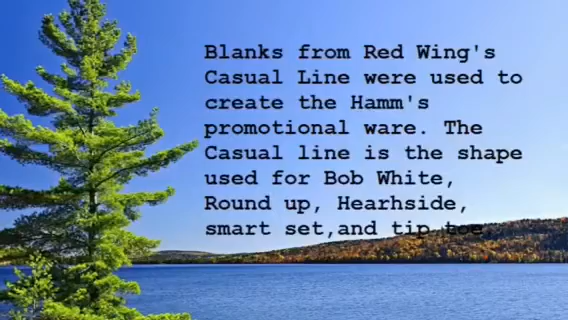 Blanks from Red Wing's
Casual Line were used to
create the Hamm's
promotional ware. The
Casual line is the shape
used for Bob White,
Round up, Hearhside,
smart set,and tip toe